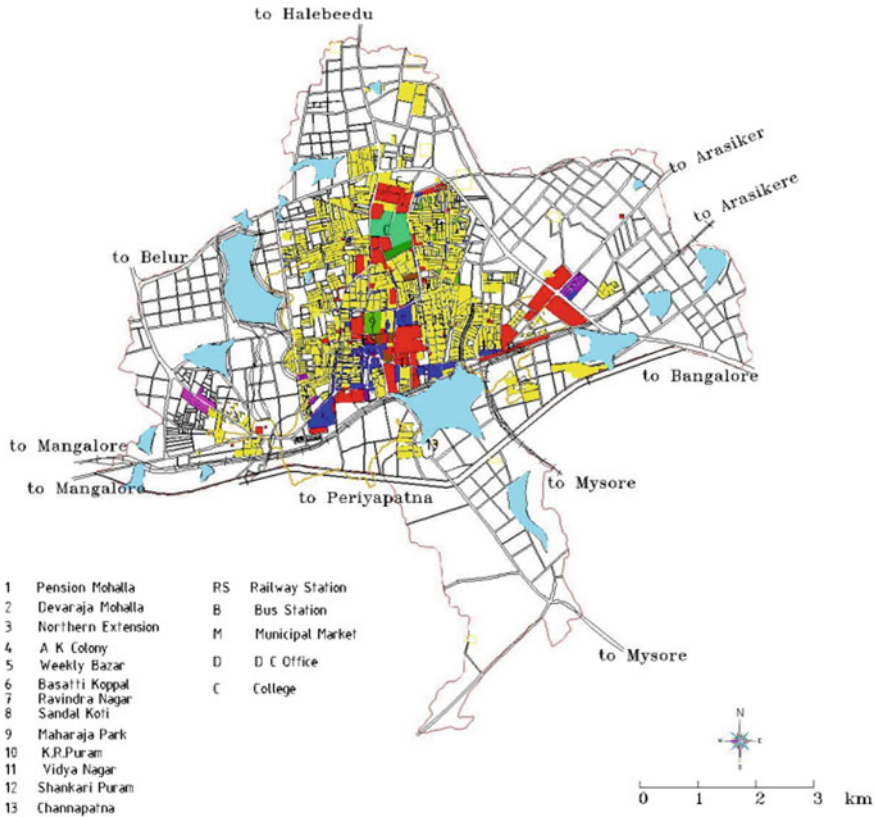 to Halebeedu
to Arasiker
to Arasikere
to Belur
to Bangalore
to Mangalore
to Mangalore
to Periyapatna
to Mysore
to Mysore
C
9
RS
13
1 Pension Mohalla
2 Devaraja Mohalla
3 Northern Extension
4 A K Colony
5 Weekly Bazar
6 Basatti Koppal
7 Ravindra Nagar
8 Sandal Koti
9 Maharaja Park
10 K.R.Puram
11 Vidya Nagar
12 Shankari Puram
13 Channapatna
RS Railway Station
B Bus Station
M Municipal Market
D D C Office
C College
N
0 1 2 3 km